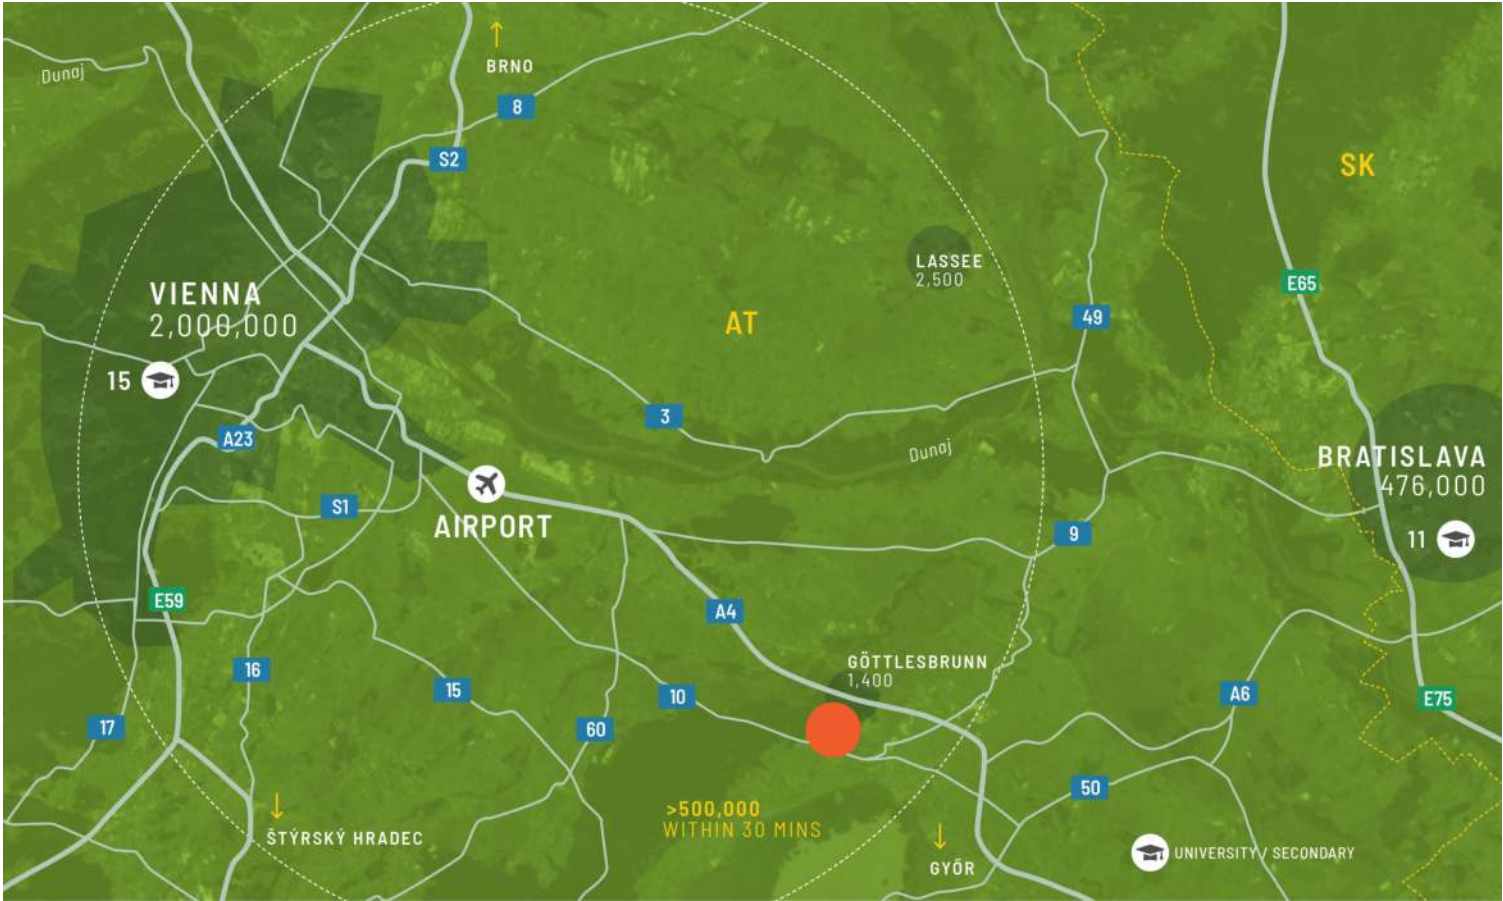 BRNO
Dunaj
8
S2
SK
LASSEE
2,500
E65
VIENNA
2,000,000
AT
49
15
3
A23
Dunaj
BRATISLAVA
476,000
S1
AIRPORT
9
11
E59
A4
16
GÖTTLESBRUNN
1,400
15
10
A6
E75
17
60
50
>500,000
WITHIN 30 MINS
ŠTÝRSKÝ HRADEC
GYŐR
UNIVERSITY / SECONDARY